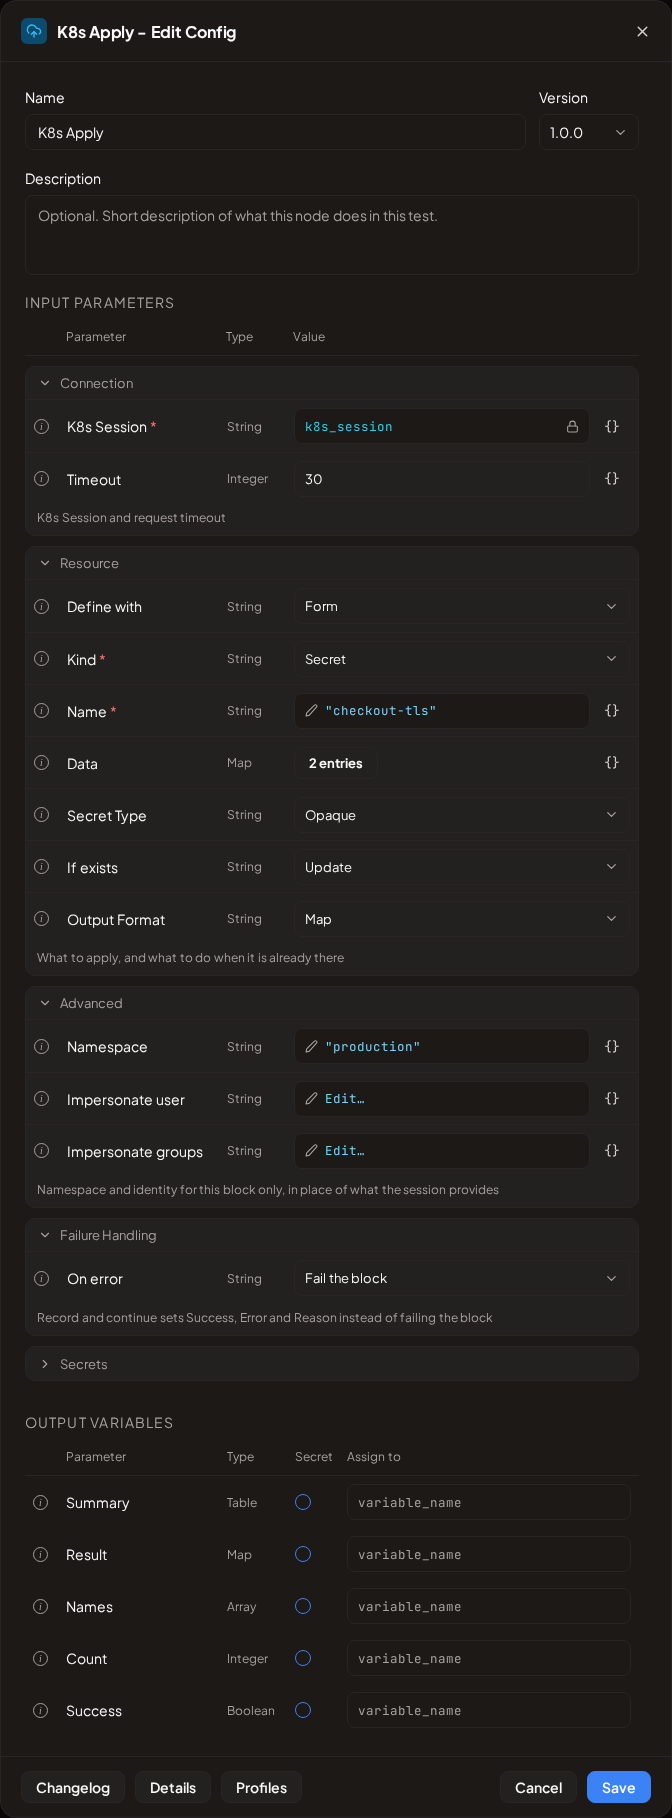 K8s Apply - Edit Config
Name
Version
K8s Apply
1.0.0
Description
Optional. Short description of what this node does in this test.
INPUT PARAMETERS
Parameter Type Value
Connection
K8s Session * String k8s_session {}
Timeout Integer 30 {}
K8s Session and request timeout
Resource
Define with String Form
Kind * String Secret
Name * String "checkout-tls" {}
Data Map 2 entries {}
Secret Type String Opaque
If exists String Update
Output Format String Map
What to apply, and what to do when it is already there
Advanced
Namespace String "production" {}
Impersonate user String Edit… {}
Impersonate groups String Edit… {}
Namespace and identity for this block only, in place of what the session provides
Failure Handling
On error String Fail the block
Record and continue sets Success, Error and Reason instead of failing the block
Secrets
OUTPUT VARIABLES
Parameter Type Secret Assign to
Summary Table variable_name
Result Map variable_name
Names Array variable_name
Count Integer variable_name
Success Boolean variable_name
Changelog Details Profiles Cancel Save